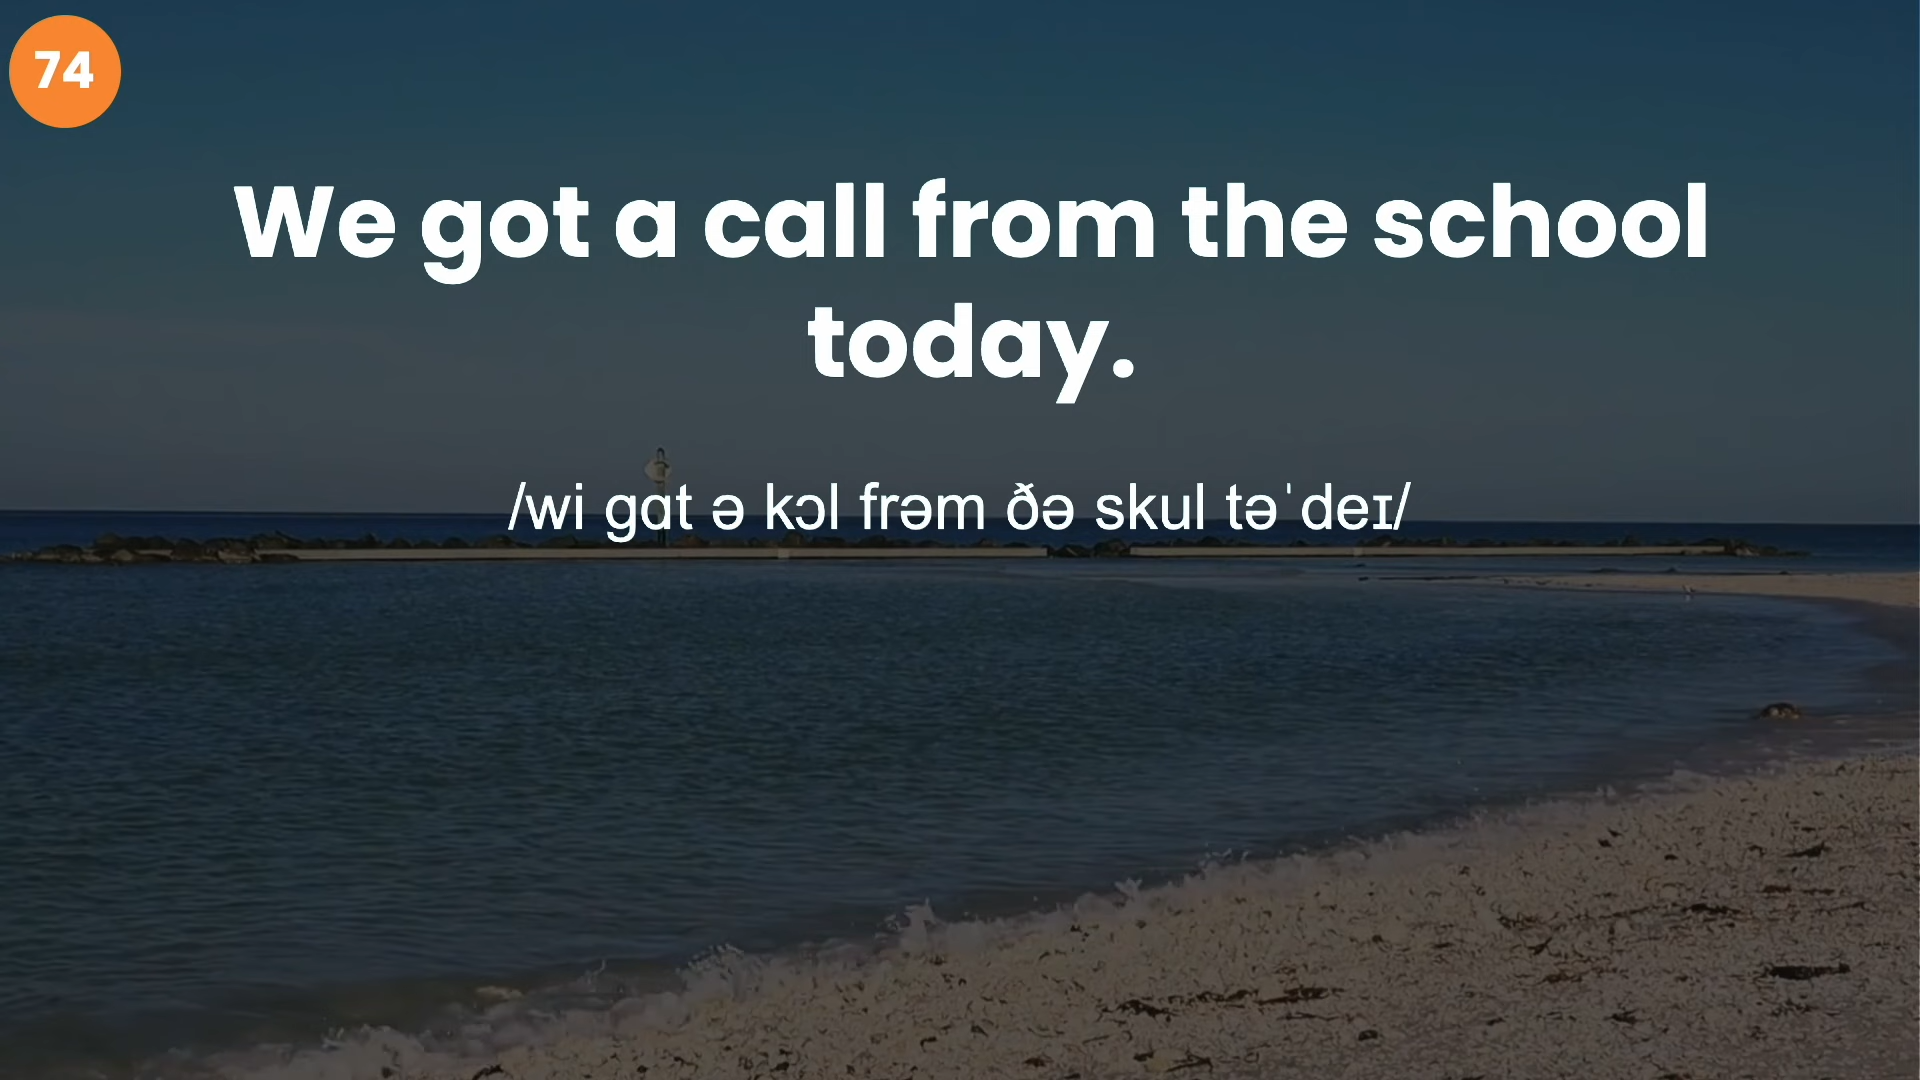 74
We got a call from the school
today.
/wi gɑt ə kɔl frəm ðə skul təˈdeɪ/